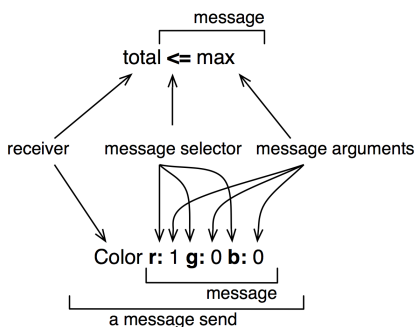 message
total <= max
receiver message selector message arguments
Color r: 1 g: 0 b: 0
message
a message send